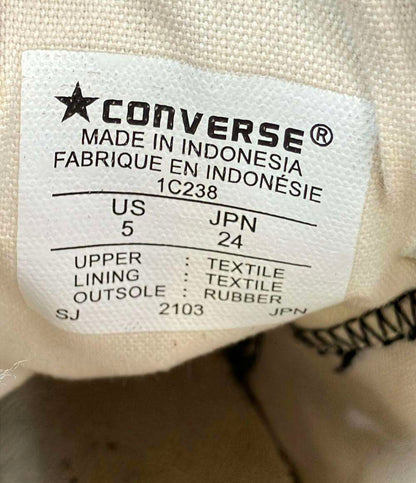 ★CONVERSE®
MADE IN INDONESIA
FABRIQUE EN INDONÉSIE
1C238
US JPN
5 24
UPPER : TEXTILE
LINING : TEXTILE
OUTSOLE : RUBBER
SJ 2103 JPN